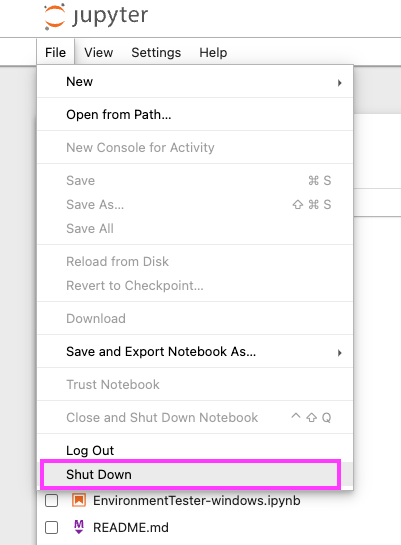 jupyter
File View Settings Help
New
Open from Path...
New Console for Activity
Save ⌘ S
Save As... ⇧ ⌘ S
Save All
Reload from Disk
Revert to Checkpoint...
Download
Save and Export Notebook As...
Trust Notebook
Close and Shut Down Notebook ^ ⇧ Q
Log Out
Shut Down
EnvironmentTester-windows.ipynb
README.md